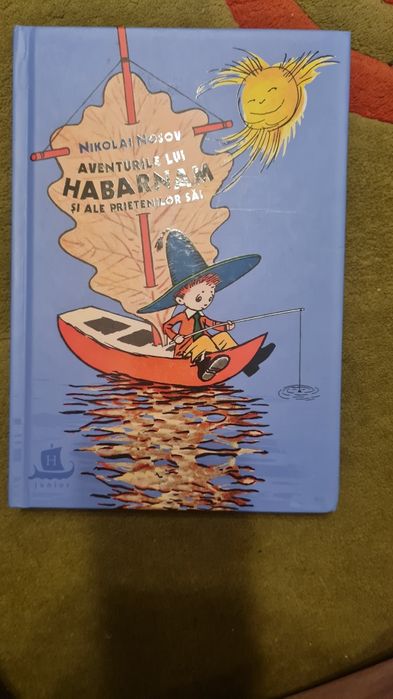 NIKOLAI NOSOV
AVENTURILE LUI
HABARNAM
ȘI ALE PRIETENILOR SĂI
H
junior